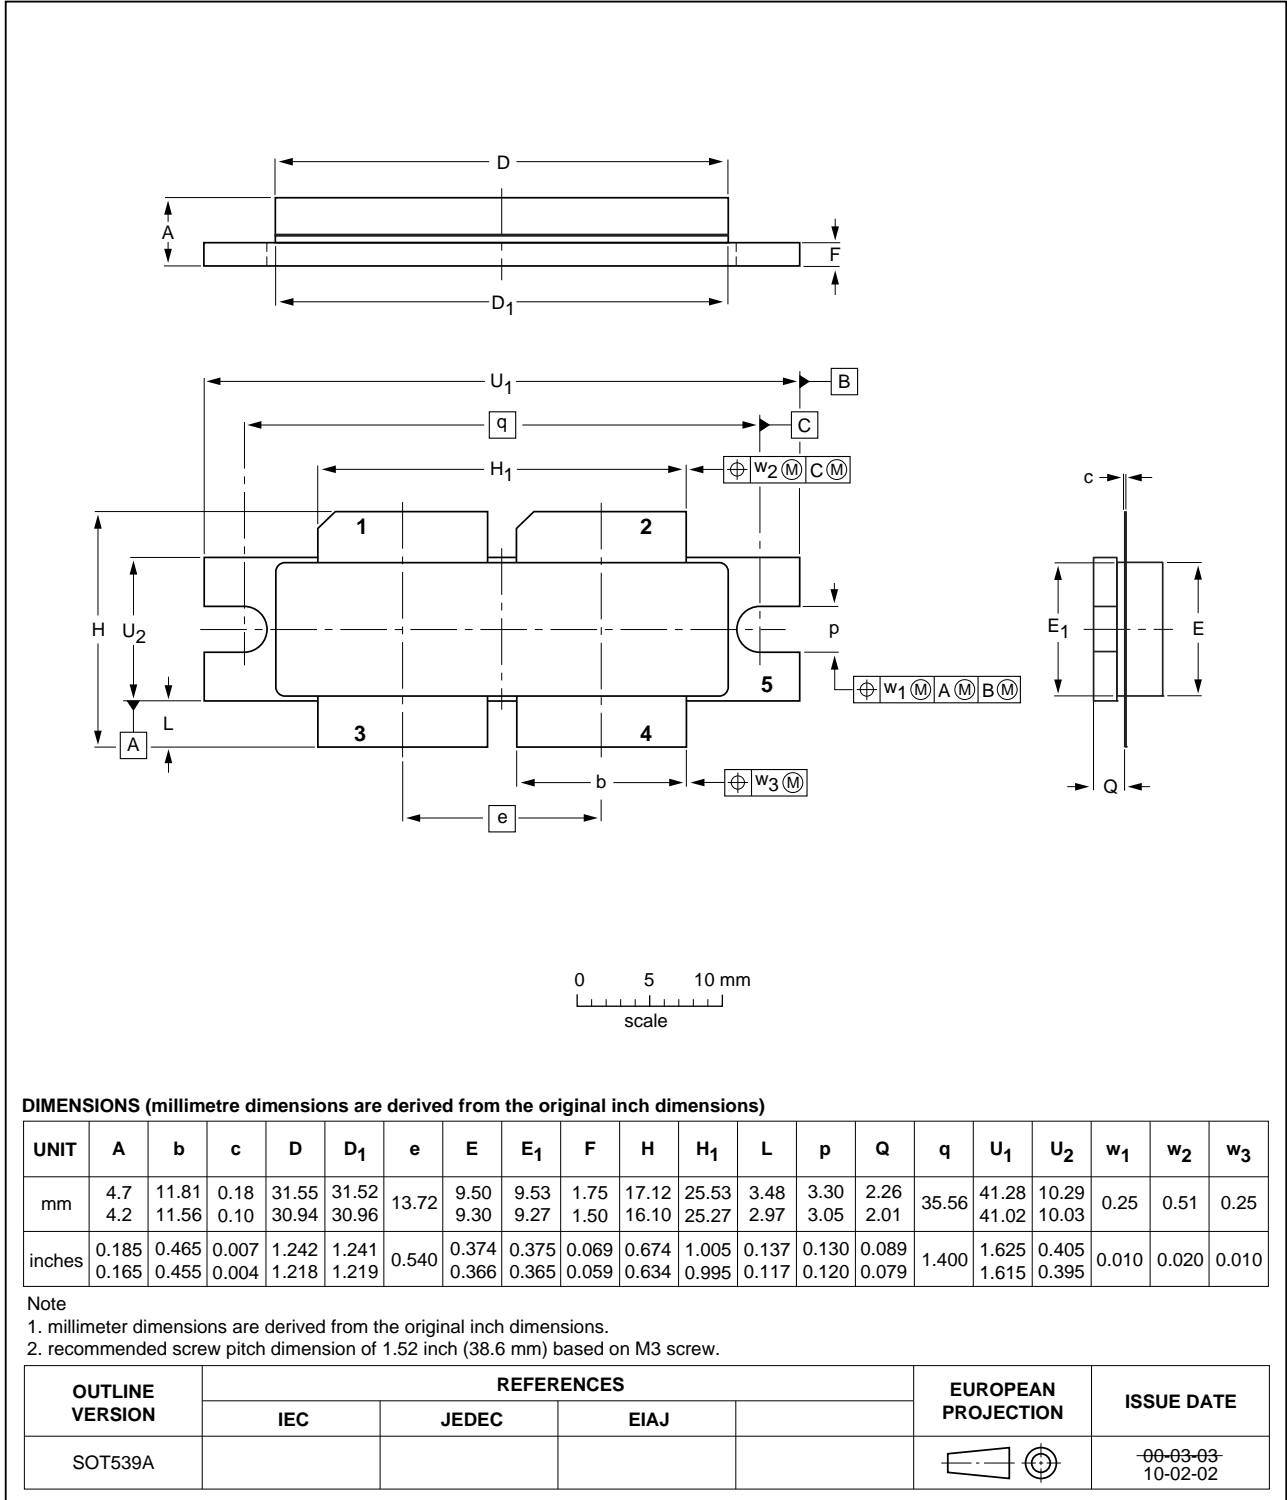 D
A
F
D1
U1
B
q
C
H1
w2 Ⓜ C Ⓜ
c
1
2
H
U2
p
E1
E
5
w1 Ⓜ A Ⓜ B Ⓜ
L
A
3
4
b
w3 Ⓜ
Q
e
0 5 10 mm
scale
DIMENSIONS (millimetre dimensions are derived from the original inch dimensions)
UNIT A b c D D1 e E E1 F H H1 L p Q q U1 U2 w1 w2 w3
mm 4.7 11.81 0.18 31.55 31.52 13.72 9.50 9.53 1.75 17.12 25.53 3.48 3.30 2.26 35.56 41.28 10.29 0.25 0.51 0.25
4.2 11.56 0.10 30.94 30.96 9.30 9.27 1.50 16.10 25.27 2.97 3.05 2.01 41.02 10.03
inches 0.185 0.465 0.007 1.242 1.241 0.540 0.374 0.375 0.069 0.674 1.005 0.137 0.130 0.089 1.400 1.625 0.405 0.010 0.020 0.010
0.165 0.455 0.004 1.218 1.219 0.366 0.365 0.059 0.634 0.995 0.117 0.120 0.079 1.615 0.395
Note
1. millimeter dimensions are derived from the original inch dimensions.
2. recommended screw pitch dimension of 1.52 inch (38.6 mm) based on M3 screw.
OUTLINE VERSION REFERENCES EUROPEAN PROJECTION ISSUE DATE
IEC JEDEC EIAJ
SOT539A 00-03-03
10-02-02